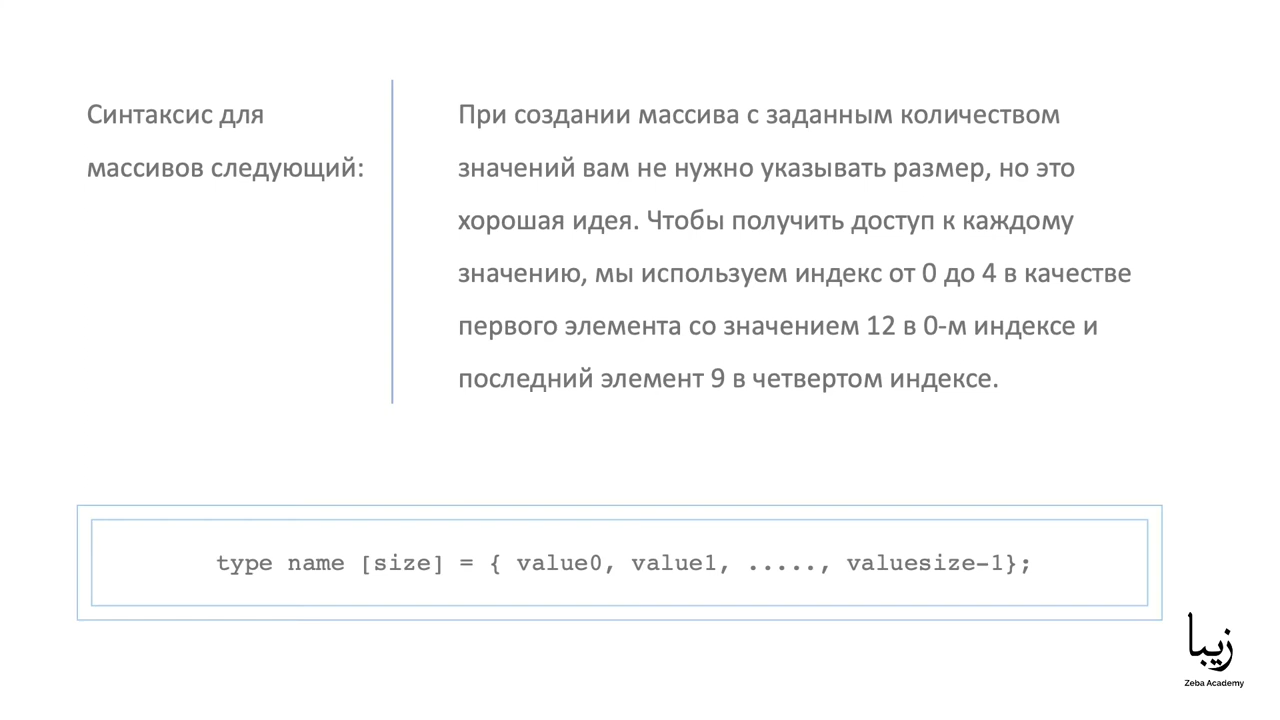 Синтаксис для
массивов следующий:
При создании массива с заданным количеством
значений вам не нужно указывать размер, но это
хорошая идея. Чтобы получить доступ к каждому
значению, мы используем индекс от 0 до 4 в качестве
первого элемента со значением 12 в 0-м индексе и
последний элемент 9 в четвертом индексе.
type name [size] = { value0, value1, ....., valuesize-1};
زیبا
Zeba Academy